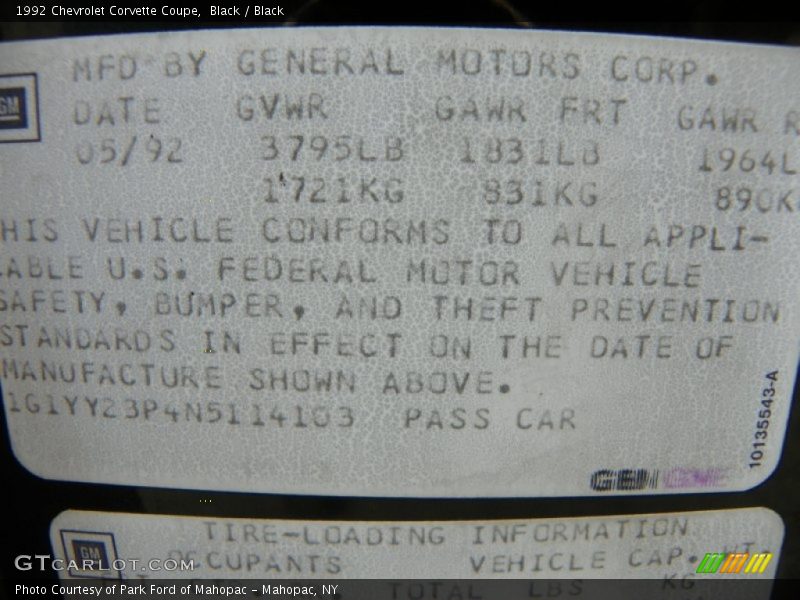 1992 Chevrolet Corvette Coupe, Black / Black
GM
MFD BY GENERAL MOTORS CORP.
DATE GVWR GAWR FRT GAWR R
05/92 3795LB 1831LB 1964L
1721KG 831KG 890K
HIS VEHICLE CONFORMS TO ALL APPLI-
CABLE U.S. FEDERAL MOTOR VEHICLE
SAFETY, BUMPER, AND THEFT PREVENTION
STANDARDS IN EFFECT ON THE DATE OF
MANUFACTURE SHOWN ABOVE.
1G1YY23P4N5114103 PASS CAR
10135543-A
TIRE-LOADING INFORMATION
GM
OCCUPANTS VEHICLE CAP. WT.
TOTAL LBS KG
GTCarlot.com
Photo Courtesy of Park Ford of Mahopac - Mahopac, NY